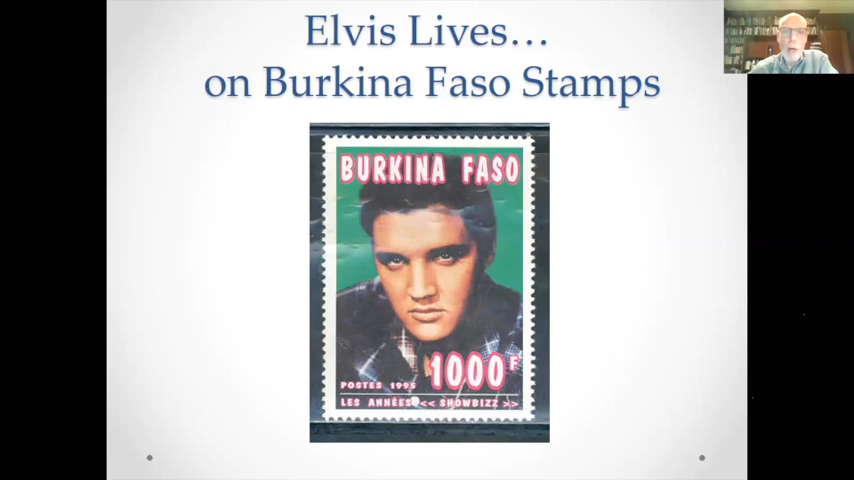 Elvis Lives…
on Burkina Faso Stamps
BURKINA FASO
1000F
POSTES 1995
LES ANNÉES << SHOWBIZZ >>